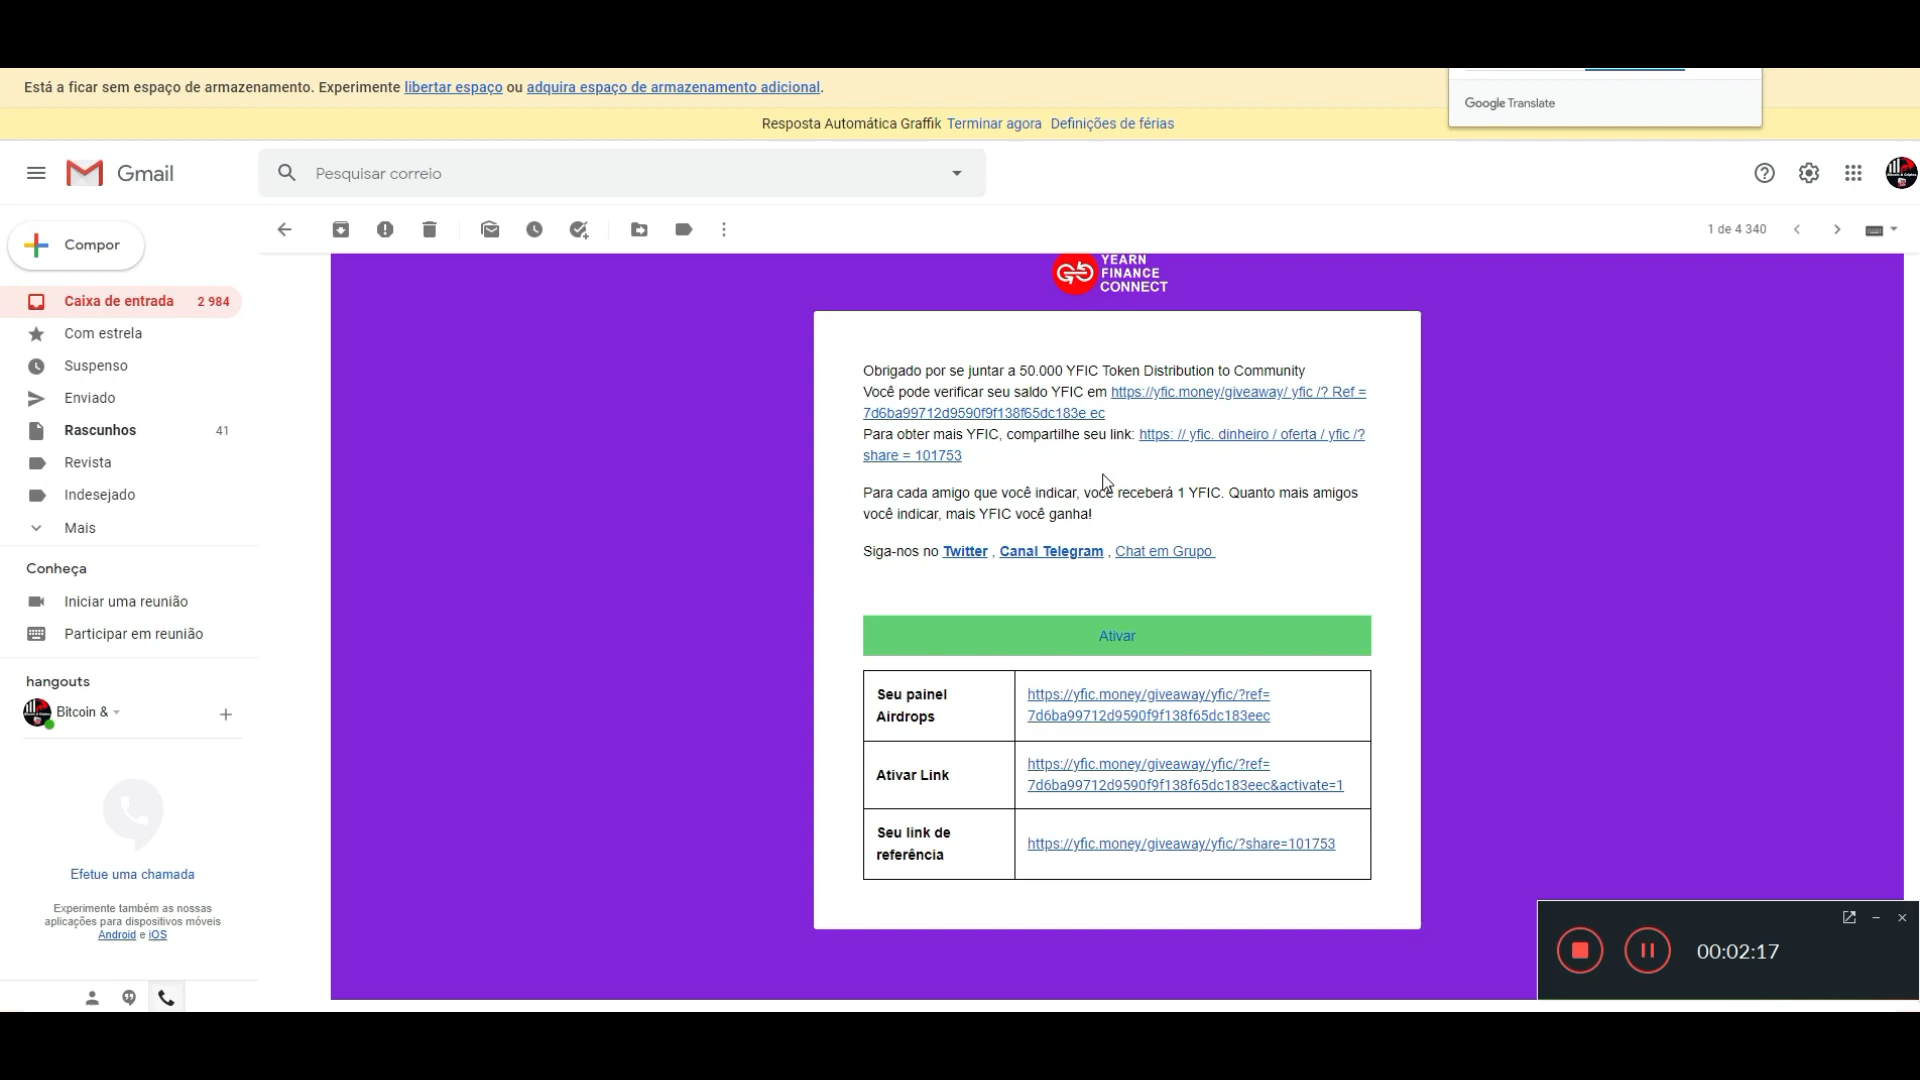 Está a ficar sem espaço de armazenamento. Experimente libertar espaço ou adquira espaço de armazenamento adicional.
Google Translate
Resposta Automática Graffik Terminar agora Definições de férias
Gmail
Pesquisar correio
Compor
1 de 4 340
Caixa de entrada 2 984
Com estrela
Suspenso
Enviado
Rascunhos 41
Revista
Indesejado
Mais
Conheça
Iniciar uma reunião
Participar em reunião
hangouts
Bitcoin &
Efetue uma chamada
Experimente também as nossas
aplicações para dispositivos móveis
Android e iOS
YEARN
FINANCE
CONNECT
Obrigado por se juntar a 50.000 YFIC Token Distribution to Community
Você pode verificar seu saldo YFIC em https://yfic.money/giveaway/ yfic /? Ref =
7d6ba99712d9590f9f138f65dc183e ec
Para obter mais YFIC, compartilhe seu link: https: // yfic. dinheiro / oferta / yfic /?
share = 101753
Para cada amigo que você indicar, você receberá 1 YFIC. Quanto mais amigos
você indicar, mais YFIC você ganha!
Siga-nos no Twitter , Canal Telegram , Chat em Grupo
Ativar
Seu painel
Airdrops
https://yfic.money/giveaway/yfic/?ref=
7d6ba99712d9590f9f138f65dc183eec
Ativar Link
https://yfic.money/giveaway/yfic/?ref=
7d6ba99712d9590f9f138f65dc183eec&activate=1
Seu link de
referência
https://yfic.money/giveaway/yfic/?share=101753
00:02:17